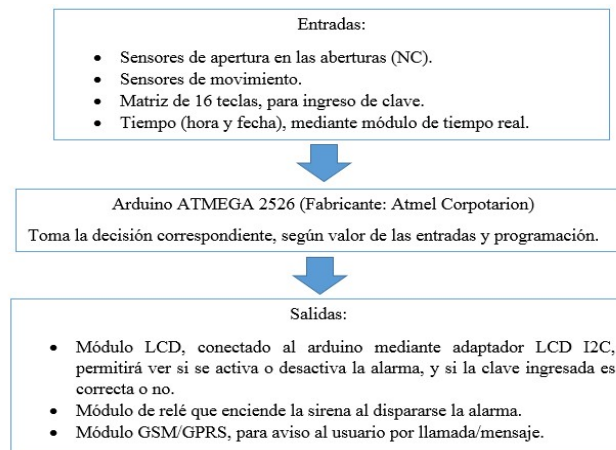 Entradas:
• Sensores de apertura en las aberturas (NC).
• Sensores de movimiento.
• Matriz de 16 teclas, para ingreso de clave.
• Tiempo (hora y fecha), mediante módulo de tiempo real.
Arduino ATMEGA 2526 (Fabricante: Atmel Corpotarion)
Toma la decisión correspondiente, según valor de las entradas y programación.
Salidas:
• Módulo LCD, conectado al arduino mediante adaptador LCD I2C,
permitirá ver si se activa o desactiva la alarma, y si la clave ingresada es
correcta o no.
• Módulo de relé que enciende la sirena al dispararse la alarma.
• Módulo GSM/GPRS, para aviso al usuario por llamada/mensaje.